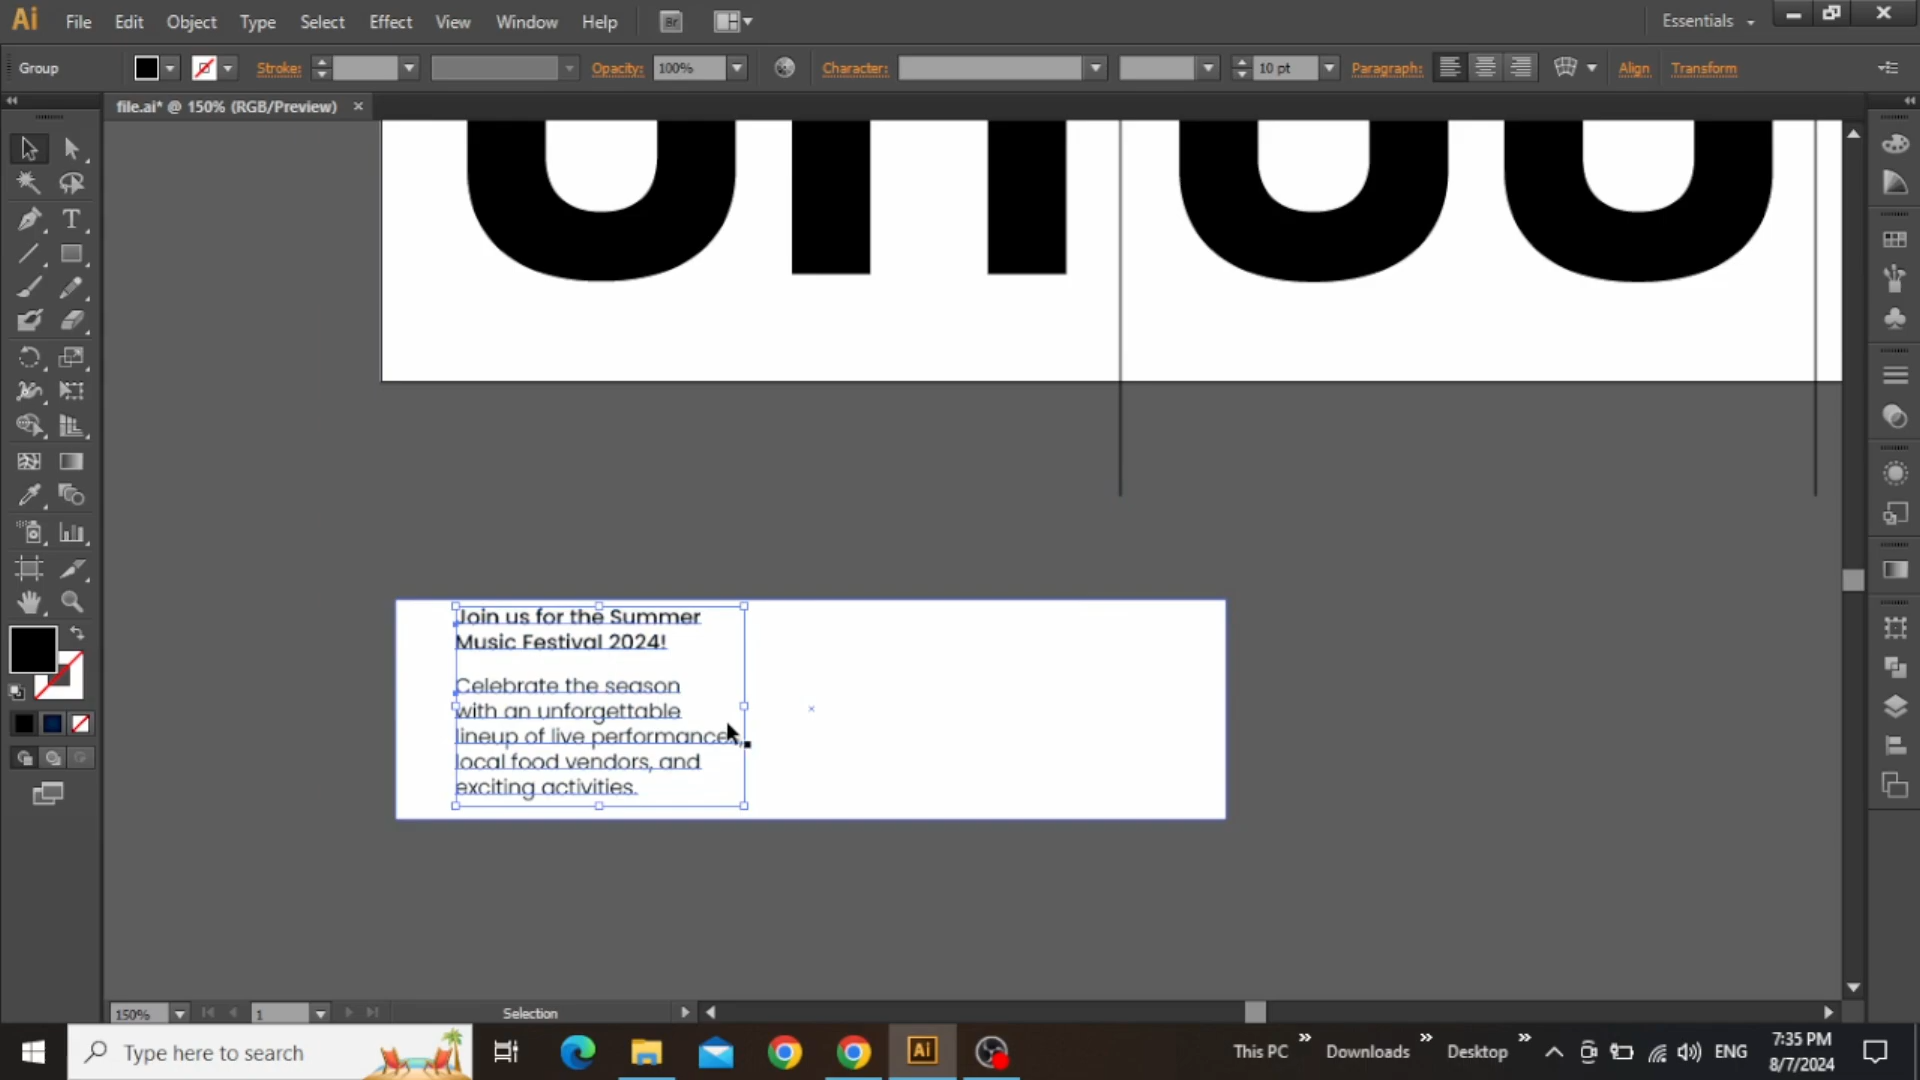 Ai File Edit Object Type Select Effect View Window Help Br Essentials
Group Stroke: Opacity: 100% Character: 10 pt Paragraph: Align Transform
file.ai* @ 150% (RGB/Preview)
Join us for the Summer
Music Festival 2024!
Celebrate the season
with an unforgettable
lineup of live performances,
local food vendors, and
exciting activities.
150% 1 Selection
Type here to search This PC Downloads Desktop ENG 7:35 PM
8/7/2024